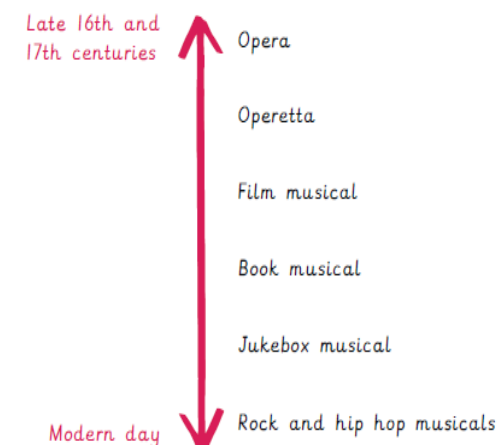 Late 16th and
17th centuries
Opera
Operetta
Film musical
Book musical
Jukebox musical
Rock and hip hop musicals
Modern day